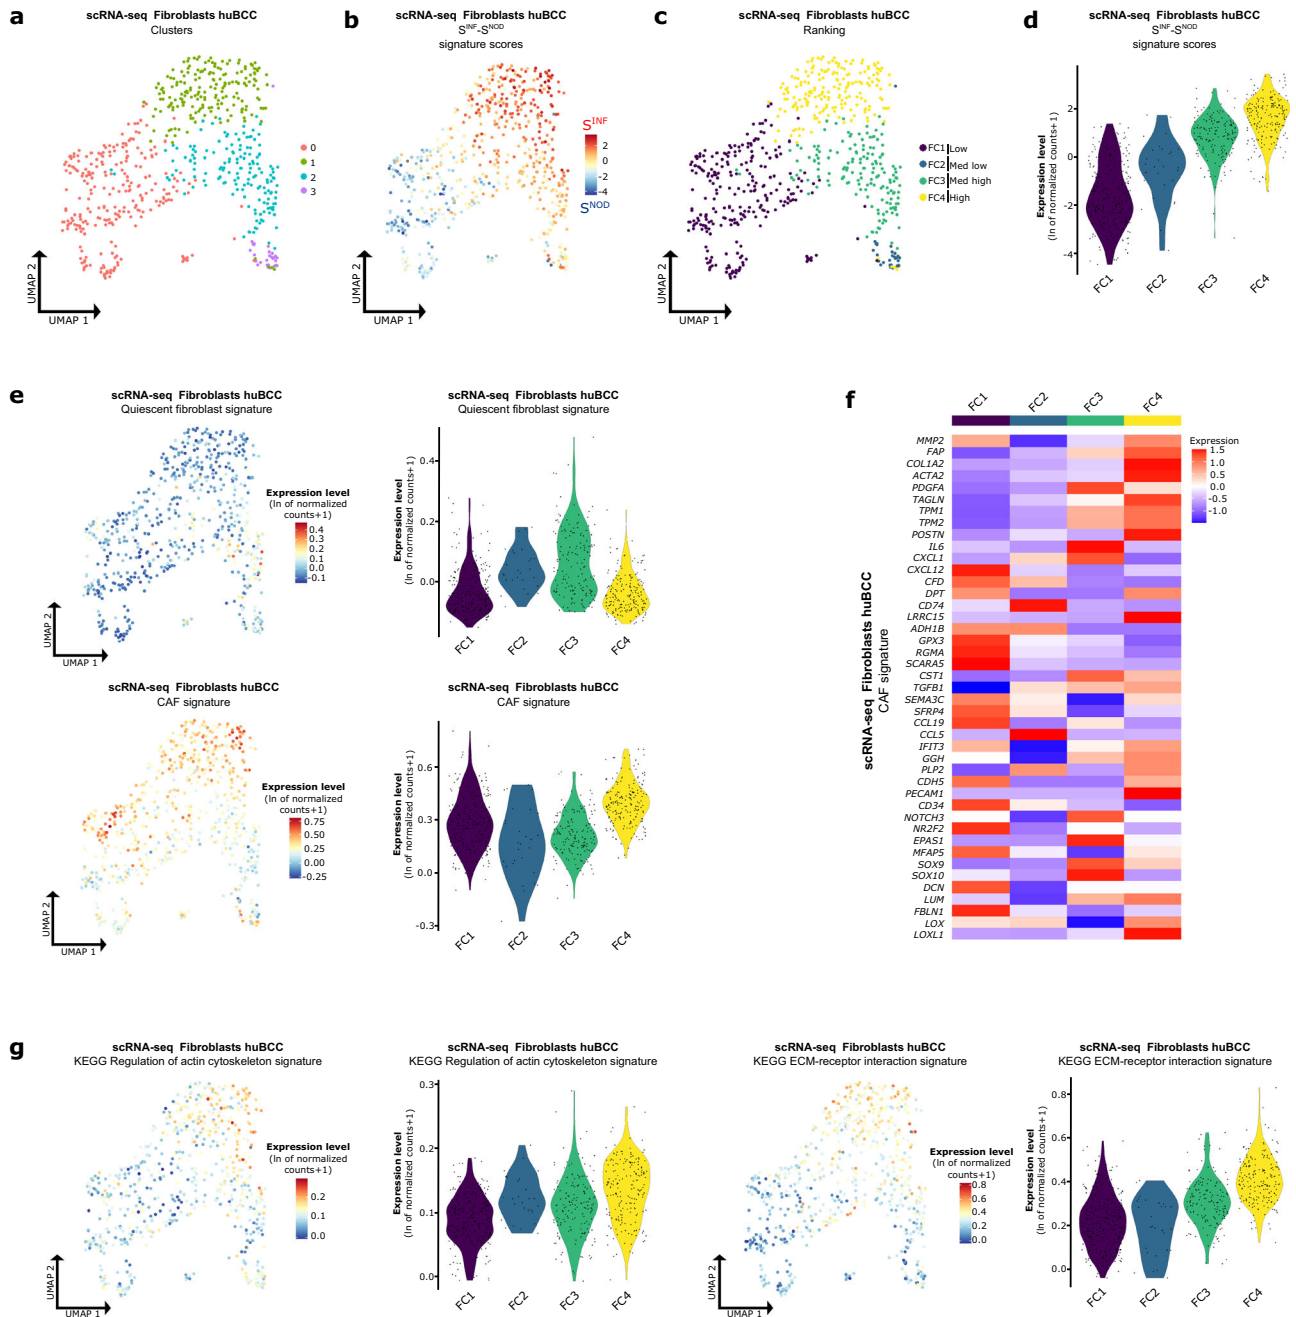 a
scRNA-seq Fibroblasts huBCC
Clusters
0
1
2
3
UMAP 2
UMAP 1
b
scRNA-seq Fibroblasts huBCC
S^INF-S^NOD
signature scores
S^INF
2
0
-2
-4
S^NOD
UMAP 2
UMAP 1
c
scRNA-seq Fibroblasts huBCC
Ranking
FC1 Low
FC2 Med low
FC3 Med high
FC4 High
UMAP 2
UMAP 1
d
scRNA-seq Fibroblasts huBCC
S^INF-S^NOD
signature scores
Expression level
(ln of normalized counts+1)
2
0
-2
-4
FC1
FC2
FC3
FC4
e
scRNA-seq Fibroblasts huBCC
Quiescent fibroblast signature
Expression level
(ln of normalized
counts+1)
0.4
0.3
0.2
0.1
0.0
-0.1
UMAP 2
UMAP 1
scRNA-seq Fibroblasts huBCC
Quiescent fibroblast signature
Expression level
(ln of normalized counts+1)
0.4
0.2
0.0
FC1
FC2
FC3
FC4
scRNA-seq Fibroblasts huBCC
CAF signature
Expression level
(ln of normalized
counts+1)
0.75
0.50
0.25
0.00
-0.25
UMAP 2
UMAP 1
scRNA-seq Fibroblasts huBCC
CAF signature
Expression level
(ln of normalized counts+1)
0.6
0.3
0.0
-0.3
FC1
FC2
FC3
FC4
f
scRNA-seq Fibroblasts huBCC
CAF signature
FC1
FC2
FC3
FC4
MMP2
FAP
COL1A2
ACTA2
PDGFA
TAGLN
TPM1
TPM2
POSTN
IL6
CXCL1
CXCL12
CFD
DPT
CD74
LRRC15
ADH1B
GPX3
RGMA
SCARA5
CST1
TGFB1
SEMA3C
SFRP4
CCL19
CCL5
IFIT3
GGH
PLP2
CDH5
PECAM1
CD34
NOTCH3
NR2F2
EPAS1
MFAP5
SOX9
SOX10
DCN
LUM
FBLN1
LOX
LOXL1
Expression
1.5
1.0
0.5
0.0
-0.5
-1.0
g
scRNA-seq Fibroblasts huBCC
KEGG Regulation of actin cytoskeleton signature
Expression level
(ln of normalized
counts+1)
0.2
0.1
0.0
UMAP 2
UMAP 1
scRNA-seq Fibroblasts huBCC
KEGG Regulation of actin cytoskeleton signature
Expression level
(ln of normalized counts+1)
0.3
0.2
0.1
0.0
FC1
FC2
FC3
FC4
scRNA-seq Fibroblasts huBCC
KEGG ECM-receptor interaction signature
Expression level
(ln of normalized
counts+1)
0.8
0.6
0.4
0.2
0.0
UMAP 2
UMAP 1
scRNA-seq Fibroblasts huBCC
KEGG ECM-receptor interaction signature
Expression level
(ln of normalized counts+1)
0.8
0.6
0.4
0.2
0.0
FC1
FC2
FC3
FC4